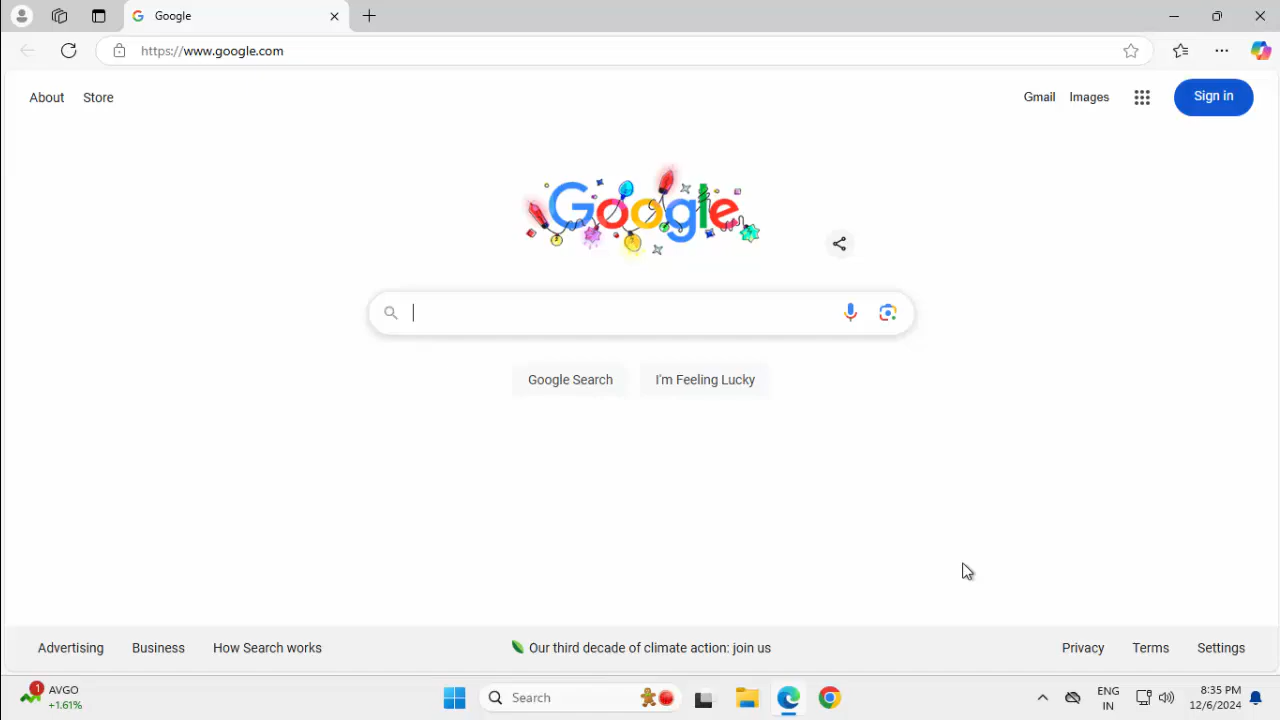 Google
https://www.google.com
About Store
Gmail Images Sign in
Google
Google Search I'm Feeling Lucky
Advertising Business How Search works
Our third decade of climate action: join us
Privacy Terms Settings
1 AVGO
+1.61%
Search
ENG
IN
8:35 PM
12/6/2024